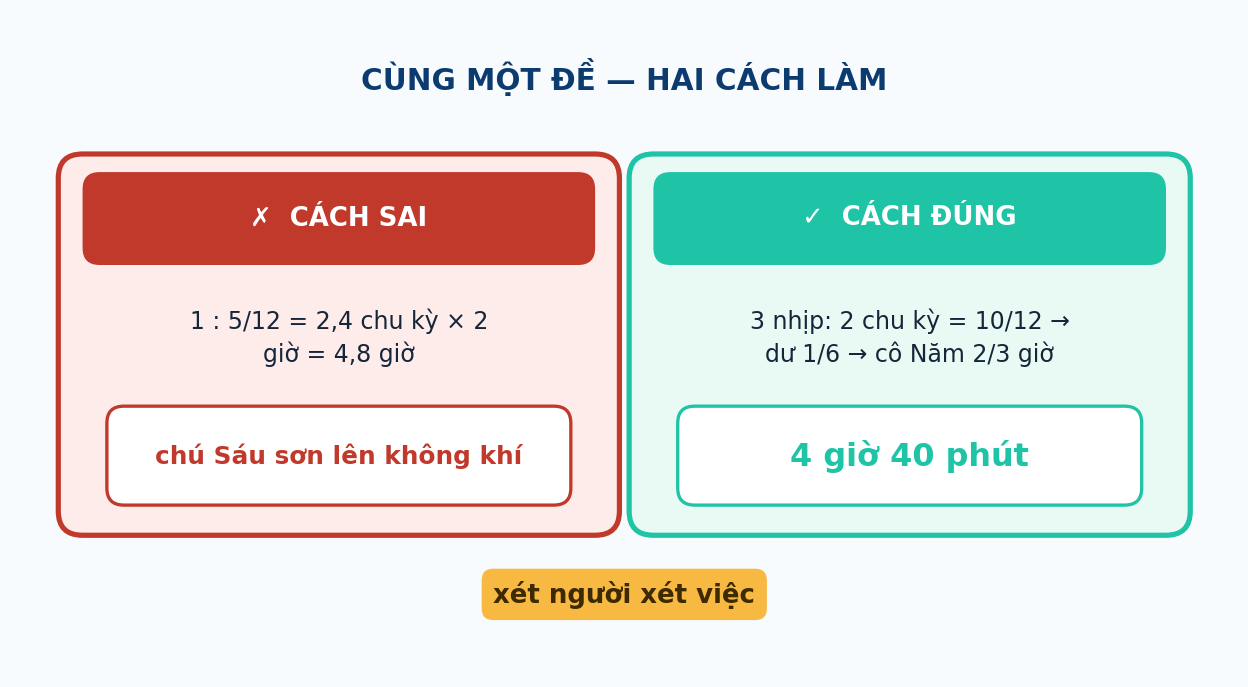 CÙNG MỘT ĐỀ — HAI CÁCH LÀM
✗ CÁCH SAI
1 : 5/12 = 2,4 chu kỳ × 2
giờ = 4,8 giờ
chú Sáu sơn lên không khí
✓ CÁCH ĐÚNG
3 nhịp: 2 chu kỳ = 10/12 →
dư 1/6 → cô Năm 2/3 giờ
4 giờ 40 phút
xét người xét việc